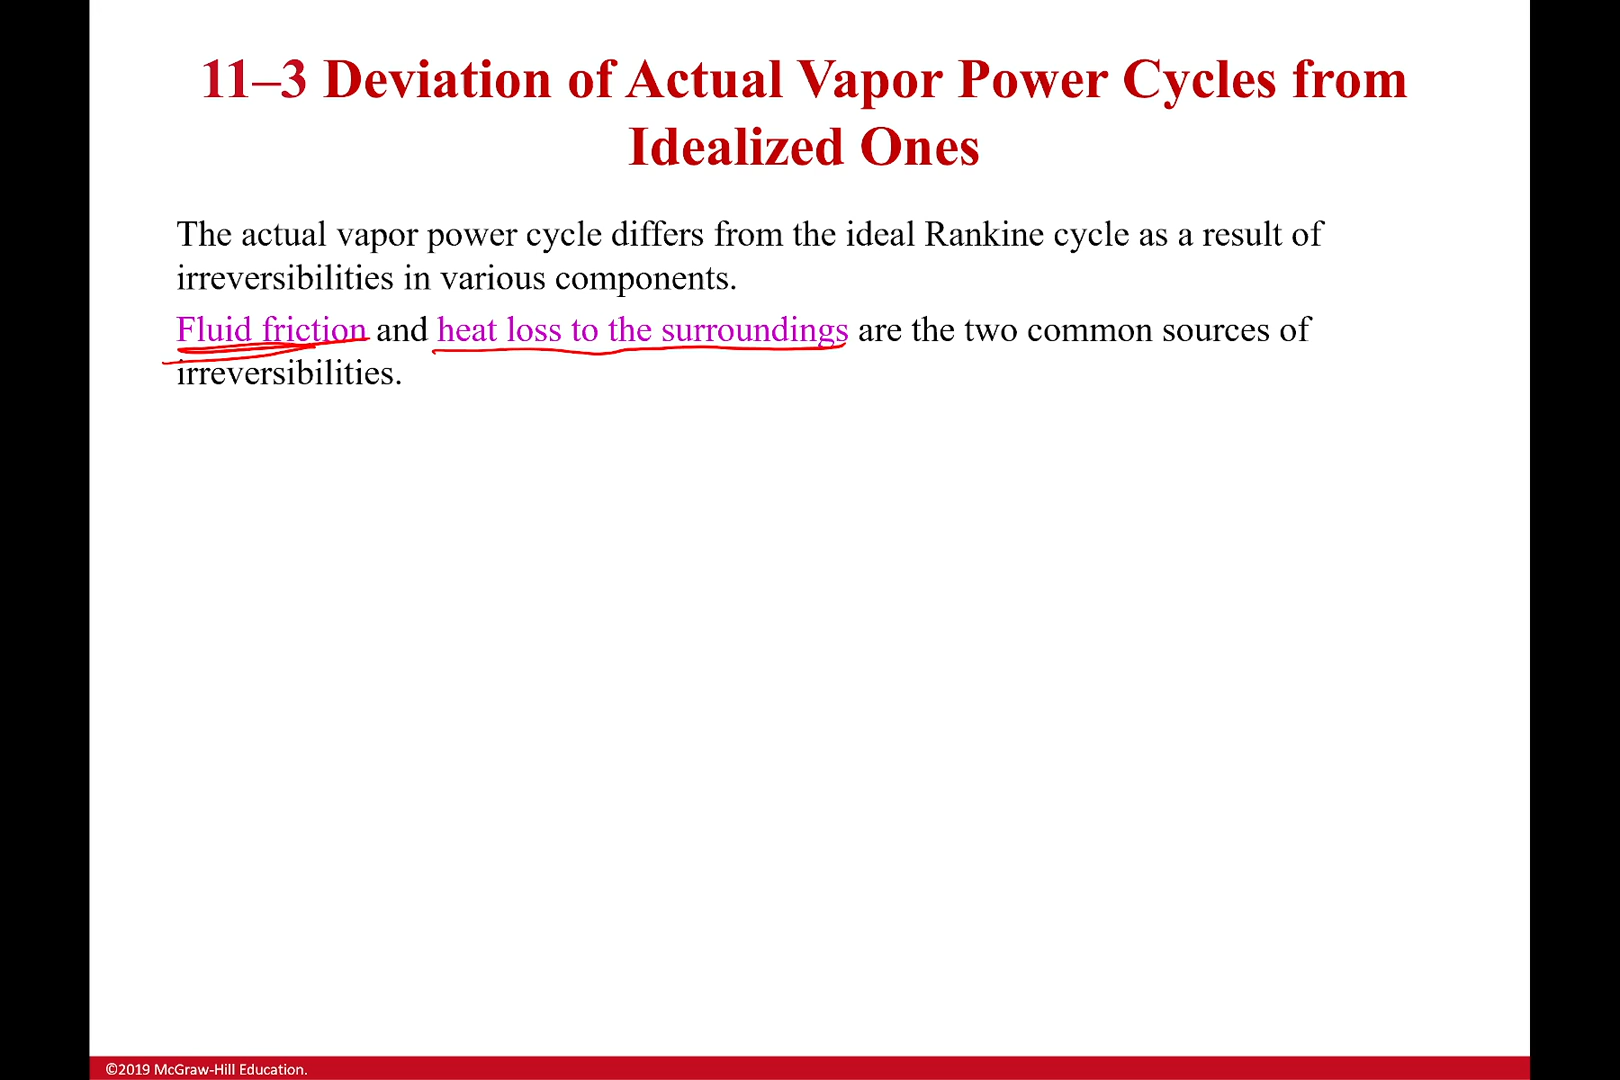 11–3 Deviation of Actual Vapor Power Cycles from
Idealized Ones
The actual vapor power cycle differs from the ideal Rankine cycle as a result of
irreversibilities in various components.
Fluid friction and heat loss to the surroundings are the two common sources of
irreversibilities.
©2019 McGraw-Hill Education.